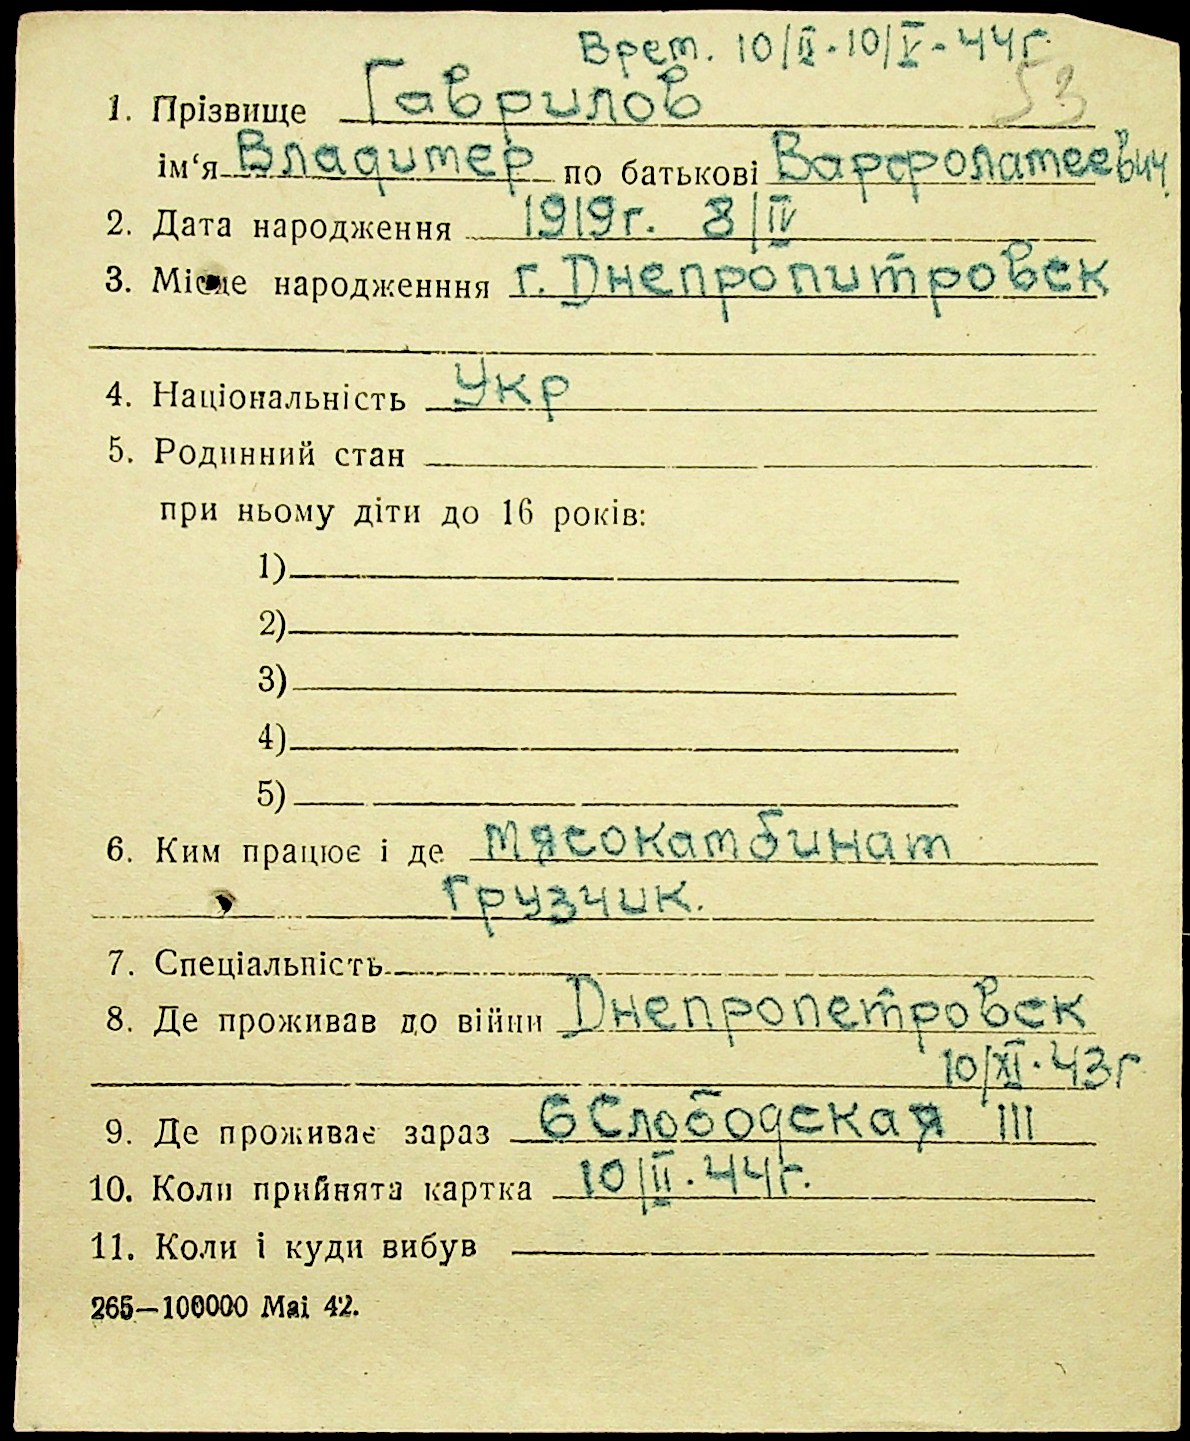 Врем. 10/II-10/V-44г.
53
1. Прізвище Гаврилов
ім‘я Владимер по батькові Варфоламеевич
2. Дата народження 1919г. 8/IV
3. Місце народженння г. Днепропитровск
4. Національність Укр
5. Родинний стан
при ньому діти до 16 років:
1)
2)
3)
4)
5)
6. Ким працює і де мясокамбинат
грузчик.
7. Спеціальність
8. Де проживав до війни Днепропетровск
10/XI-43г
9. Де проживає зараз 6 Слободская III
10. Коли прийнята картка 10/II-44г.
11. Коли і куди вибув
265—100000 Mai 42.